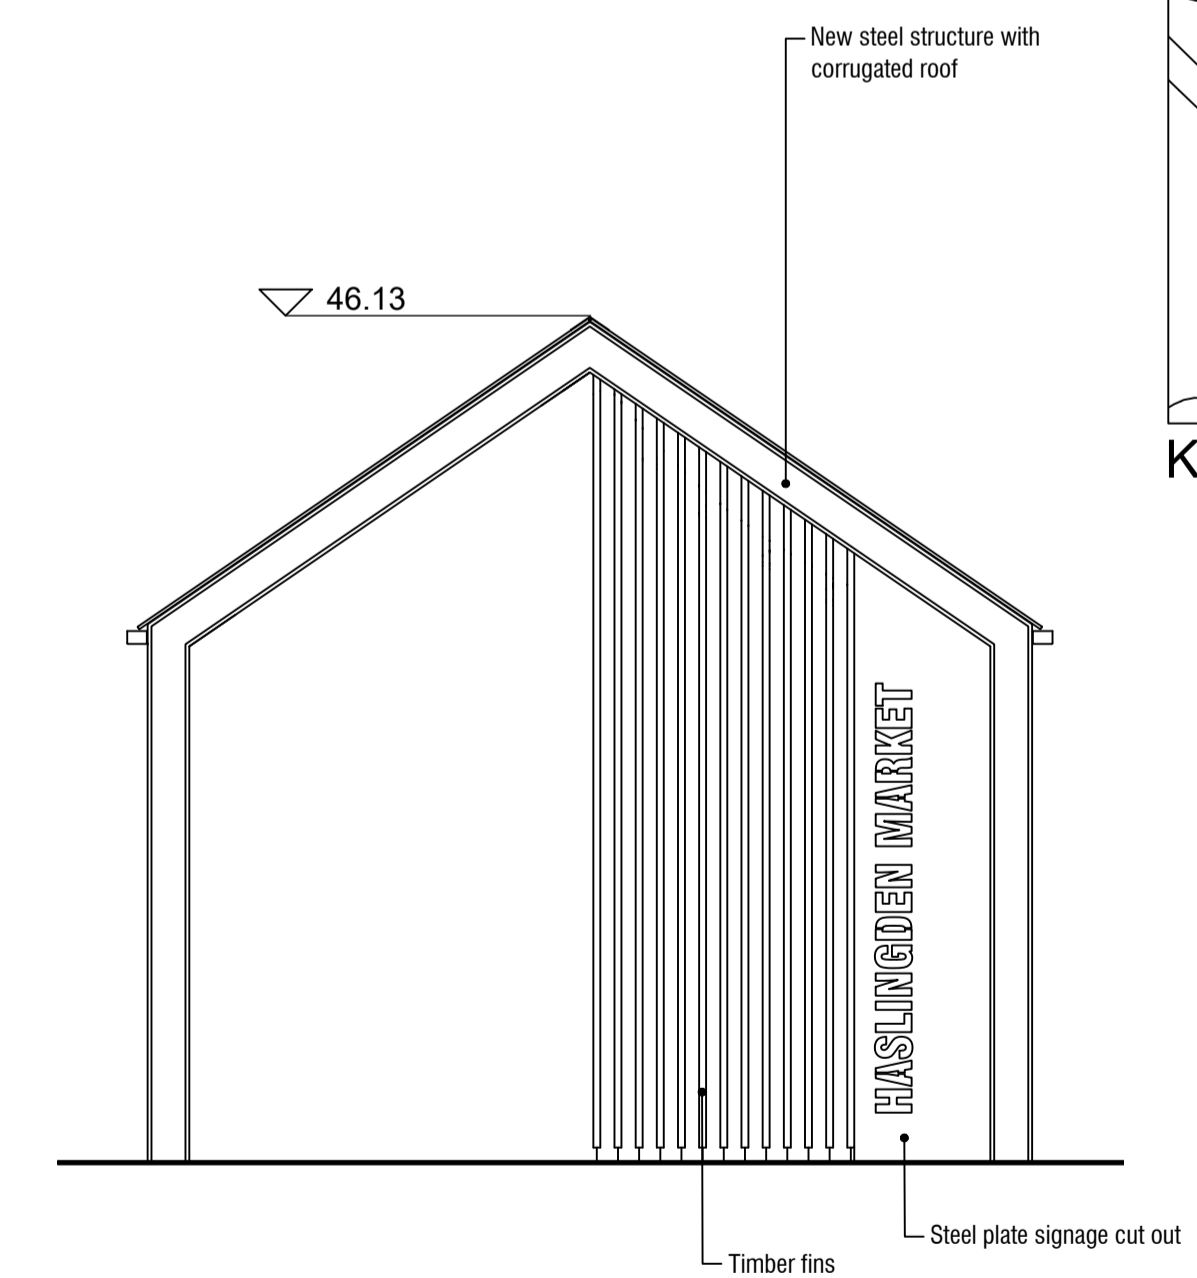 New steel structure with
corrugated roof
46.13
K
HASLINGDEN MARKET
Steel plate signage cut out
Timber fins